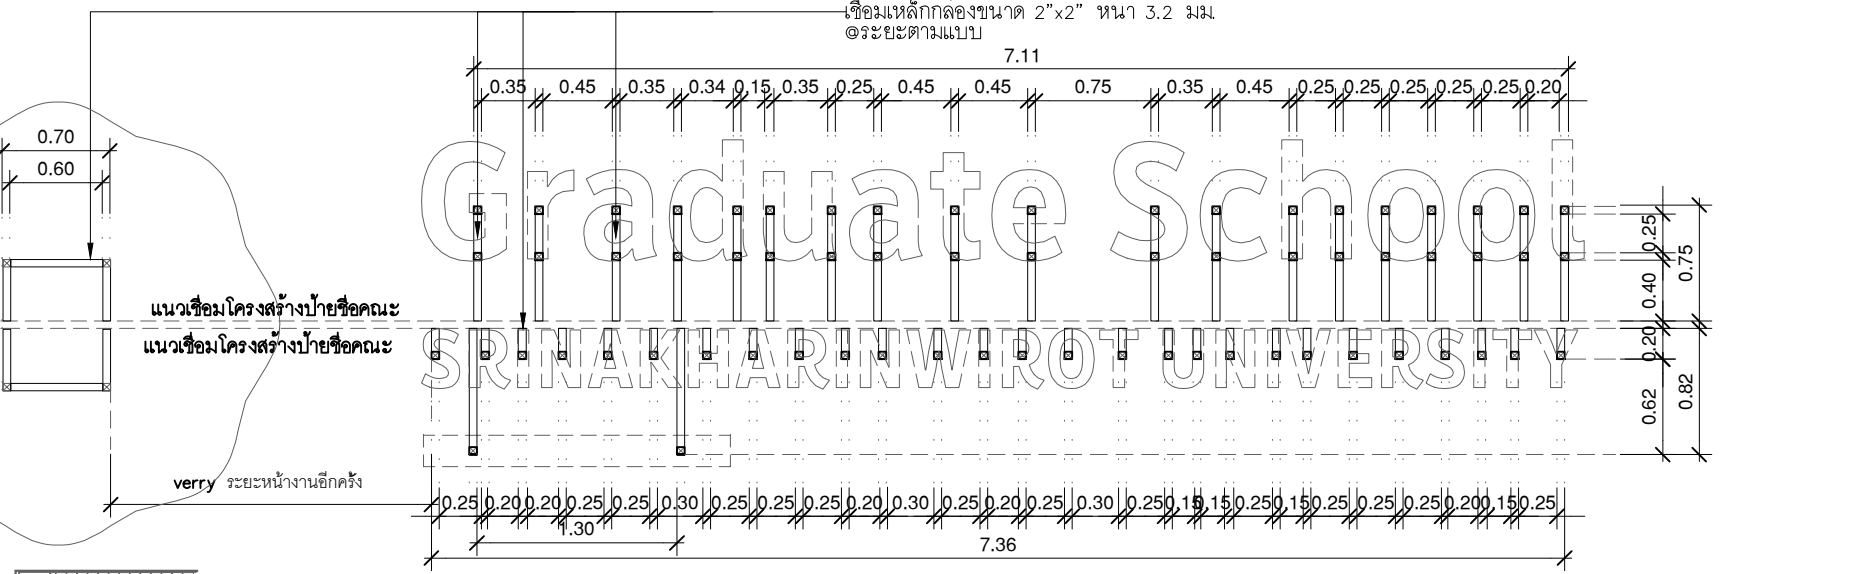 เชื่อมเหล็กกล่องขนาด 2"x2" หนา 3.2 มม.
@ระยะตามแบบ
7.11
0.35 0.45 0.35 0.34 0.15 0.35 0.25 0.45 0.45 0.75 0.35 0.45 0.25 0.25 0.25 0.25 0.25 0.20
0.70
0.60
Graduate School
0.25
0.75
0.40
แนวเชื่อมโครงสร้างป้ายชื่อคณะ
แนวเชื่อมโครงสร้างป้ายชื่อคณะ
SRINAKHARINWIROT UNIVERSITY
0.20
0.62
0.82
verry ระยะหน้างานอีกครั้ง
0.25 0.20 0.20 0.25 0.25 0.30 0.25 0.25 0.25 0.20 0.30 0.25 0.20 0.25 0.30 0.25 0.15 0.15 0.25 0.15 0.25 0.25 0.25 0.20 0.15 0.25
1.30
7.36